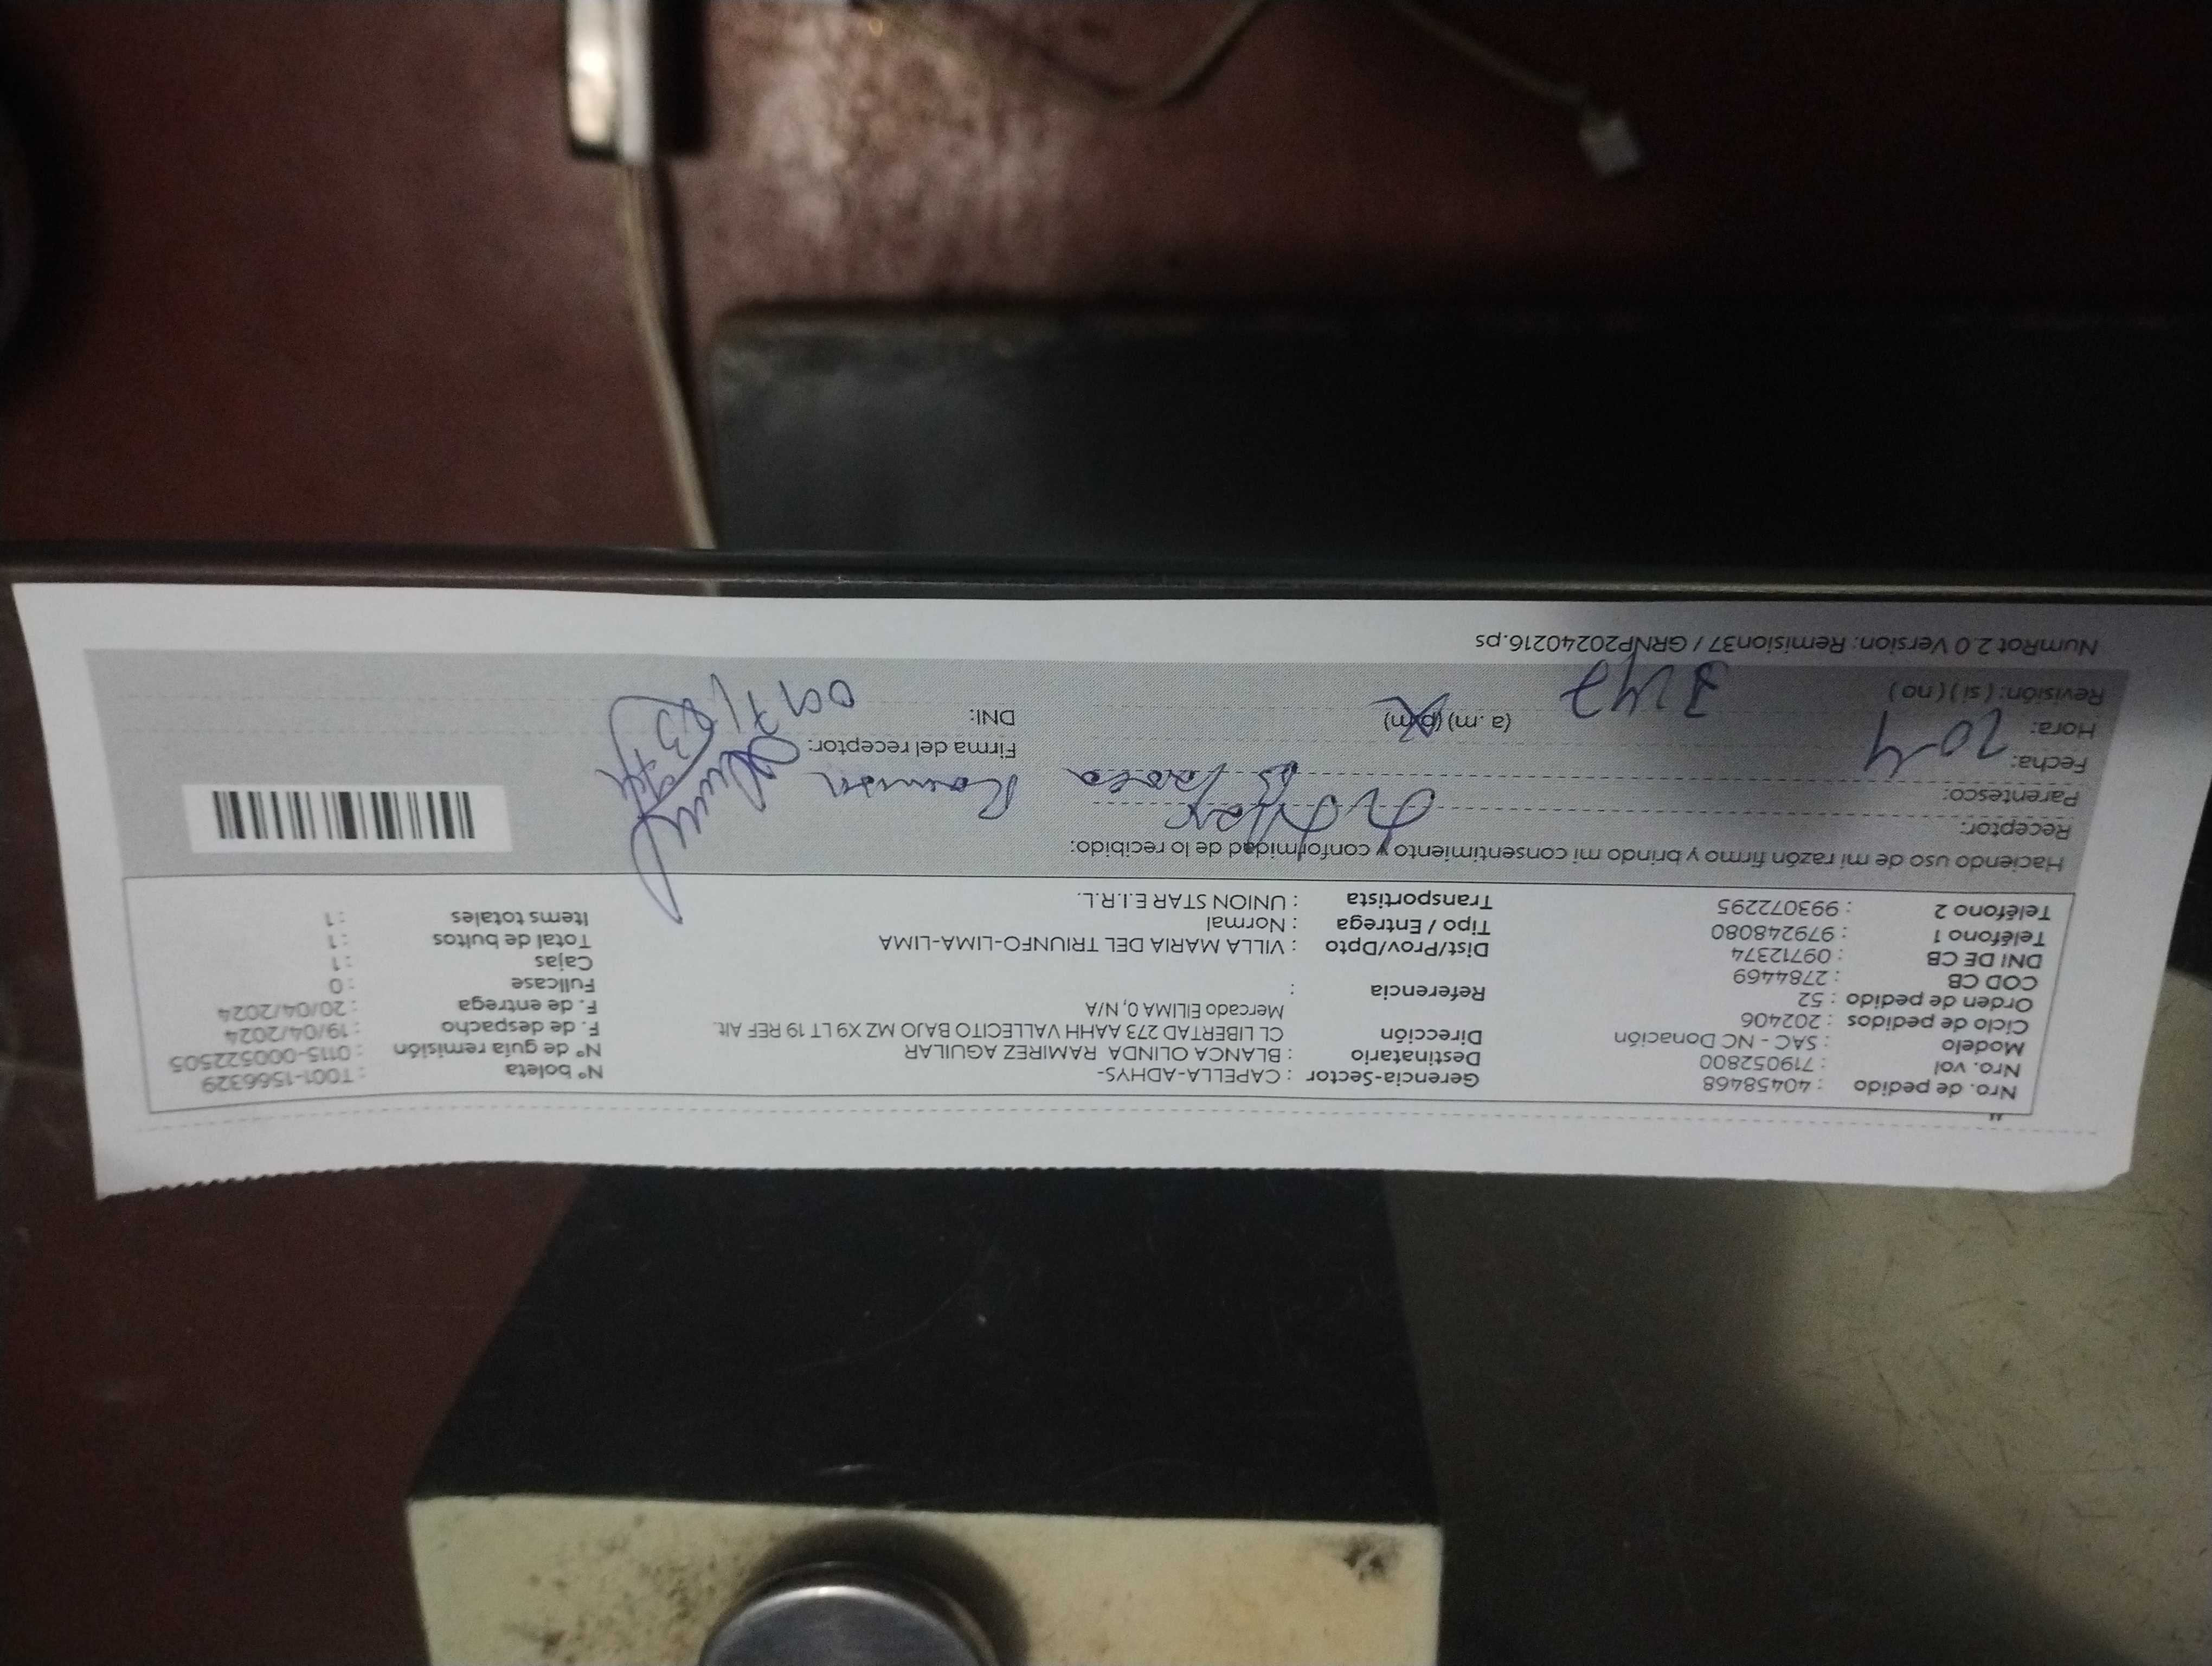 Nro. de pedido : 40458468
Nro. vol : 719052800
Modelo : SAC - NC Donación
Ciclo de pedidos : 202406
Orden de pedido : 52
COD CB : 2784469
DNI DE CB : 09712374
Teléfono 1 : 979248080
Teléfono 2 : 993072295
Gerencia-Sector : CAPELLA-ADHYS-
Destinatario : BLANCA OLINDA RAMIREZ AGUILAR
Dirección CL LIBERTAD 273 AAHH VALLECITO BAJO MZ X9 LT 19 REF Alt.
Mercado EILIMA 0, N/A
Referencia :
Dist/Prov/Dpto : VILLA MARIA DEL TRIUNFO-LIMA-LIMA
Tipo / Entrega : Normal
Transportista : UNION STAR E.I.R.L.
N° boleta : T001-1566329
N° de guía remisión : 0115-000522505
F. de despacho : 19/04/2024
F. de entrega : 20/04/2024
Fullcase : 0
Cajas : 1
Total de bultos : 1
Items totales : 1
Haciendo uso de mi razón firmo y brindo mi consentimiento y conformidad de lo recibido:
Receptor:
Parentesco:
Fecha: 20-4
Hora: 3 47 (a.m) (p.m)
Revisión: ( si ) ( no )
Firma del receptor:
DNI:
NumRot 2.0 Version: Remision37 / GRNP20240216.ps